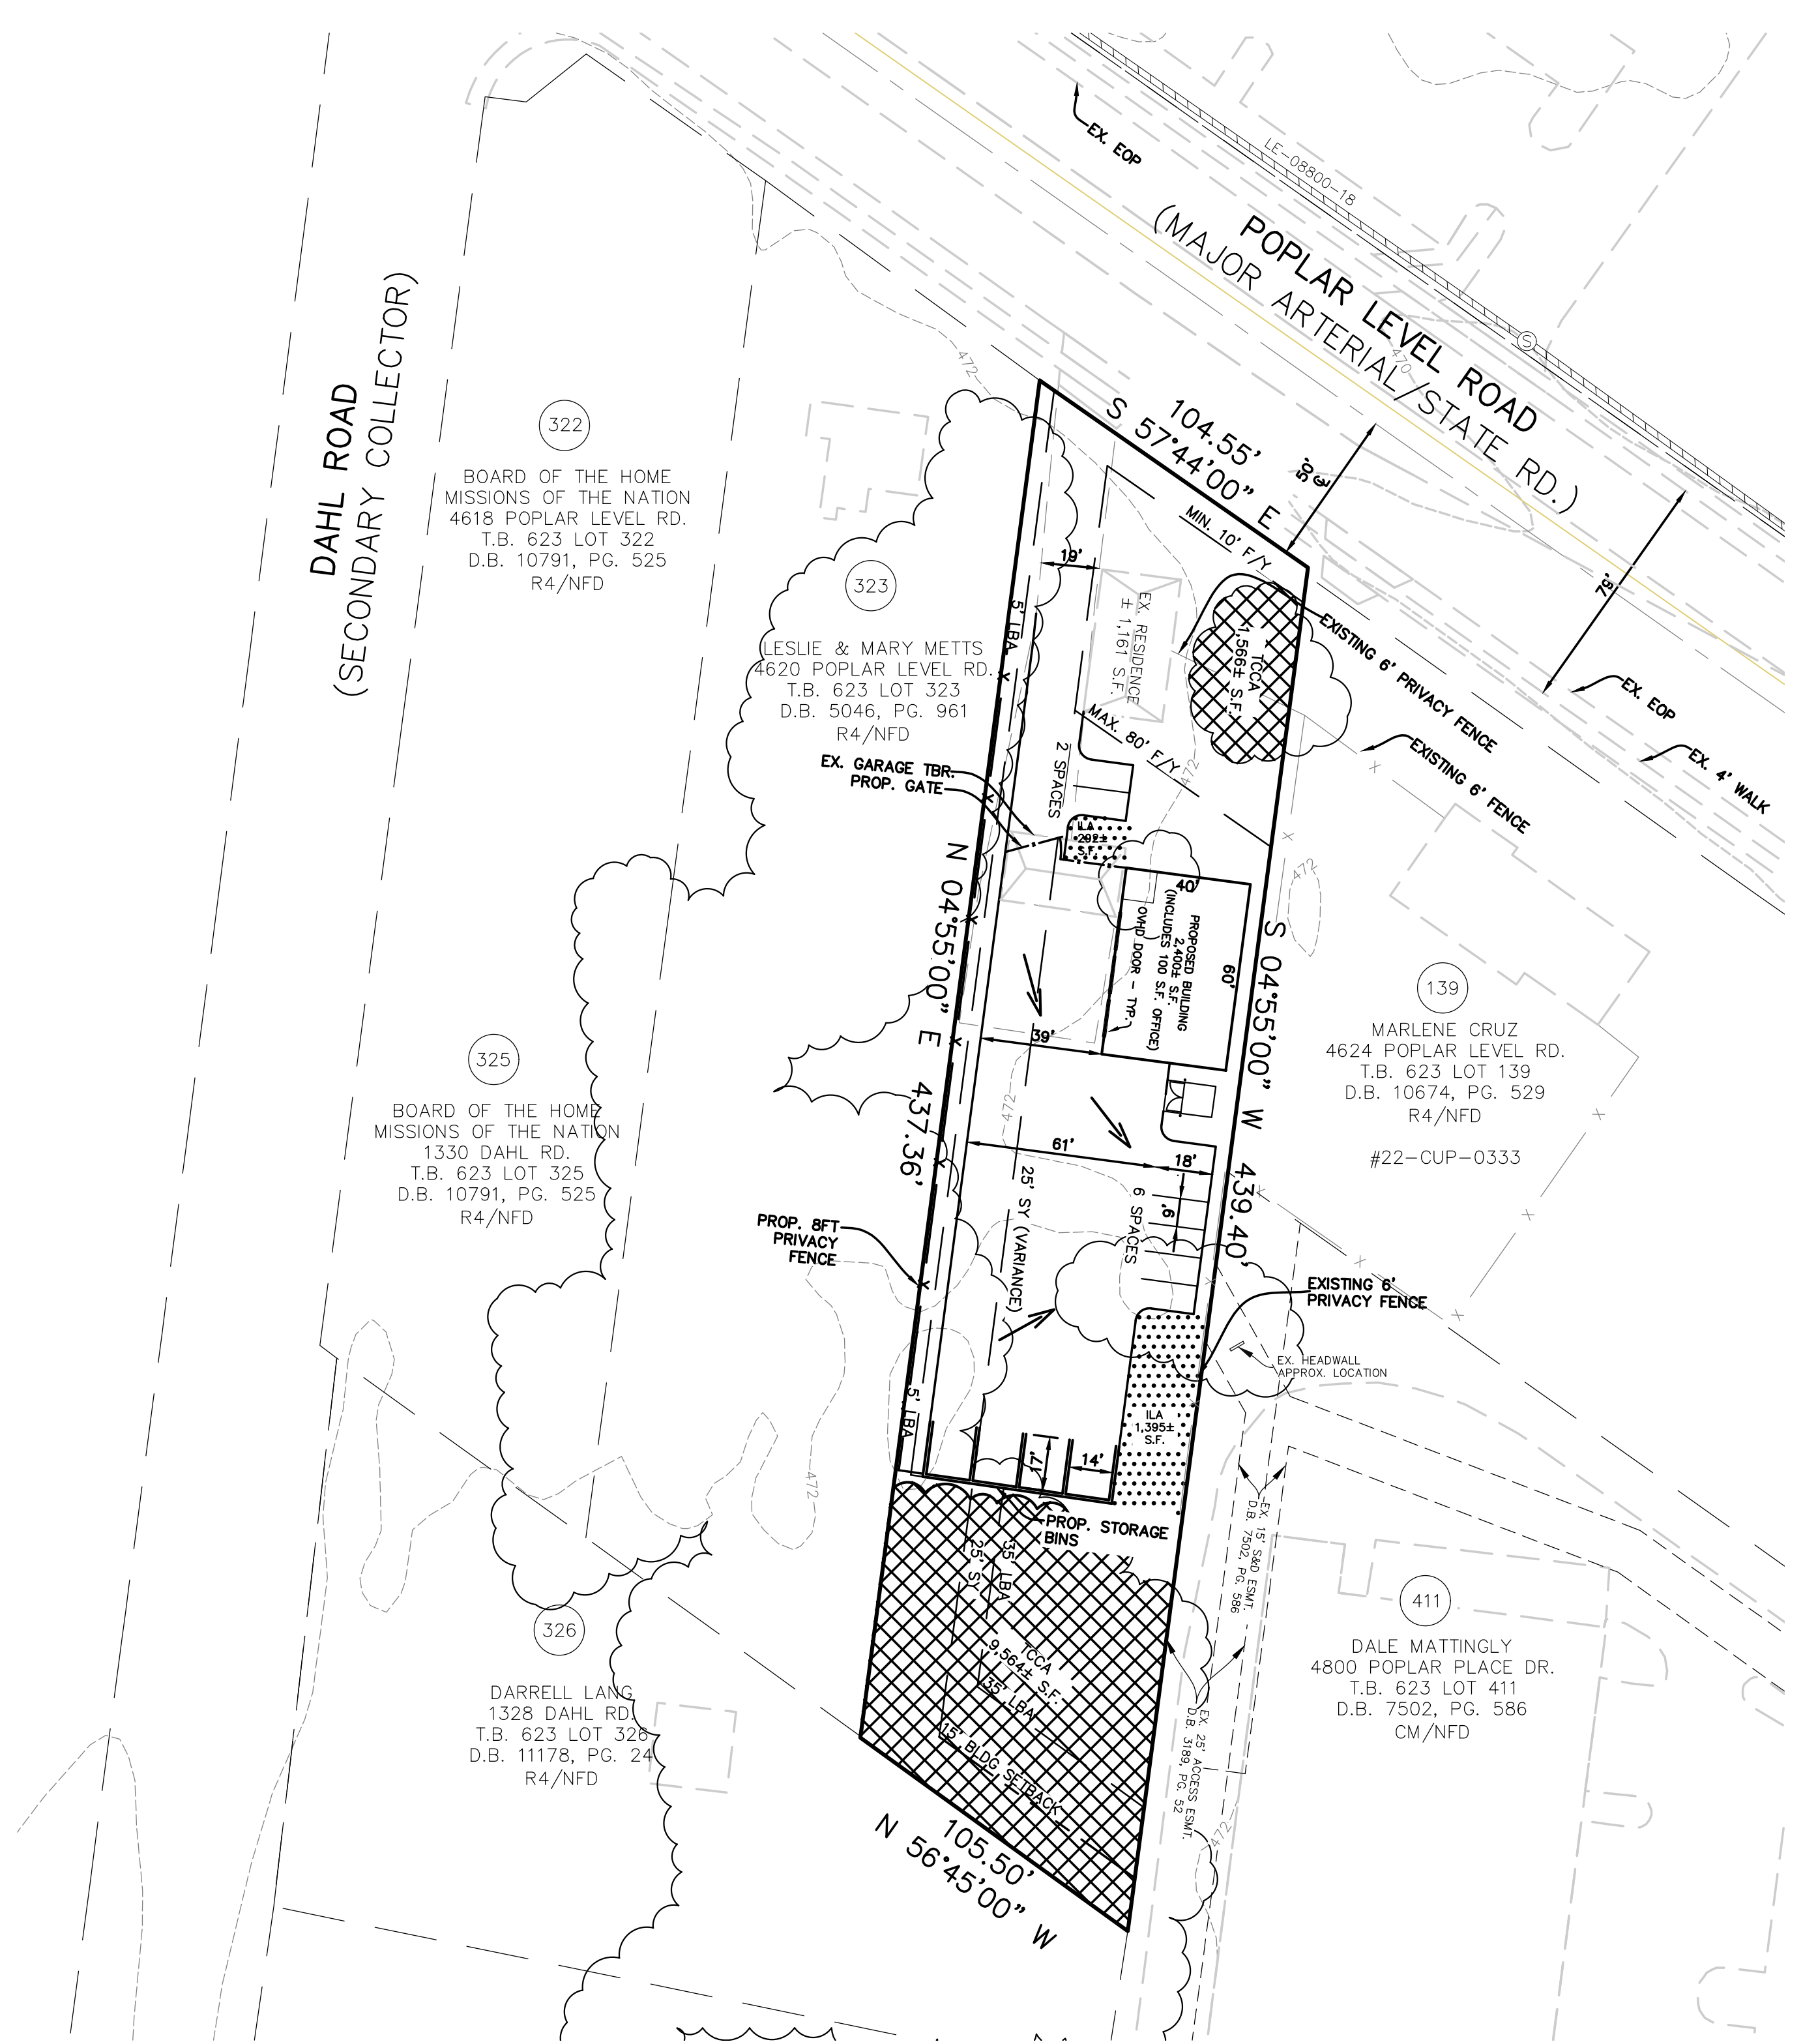 EX. EOP
LE-08800-18
POPLAR LEVEL ROAD
(MAJOR ARTERIAL/STATE RD.)
470
DAHL ROAD
(SECONDARY COLLECTOR)
322
BOARD OF THE HOME
MISSIONS OF THE NATION
4618 POPLAR LEVEL RD.
T.B. 623 LOT 322
D.B. 10791, PG. 525
R4/NFD
472
104.55'
S 57°44'00" E
50'
79'
MIN. 10' F/Y
19'
323
LESLIE & MARY METTS
4620 POPLAR LEVEL RD.
T.B. 623 LOT 323
D.B. 5046, PG. 961
R4/NFD
5' LBA
EX. RESIDENCE
± 1,161 S.F.
TCCA
1,566± S.F.
EXISTING 6' PRIVACY FENCE
EX. EOP
EX. 4' WALK
EXISTING 6' FENCE
MAX. 80' F/Y
472
2 SPACES
EX. GARAGE TBR.
PROP. GATE
ILA
292±
S.F.
472
N 04°55'00" E 437.36'
40'
60'
PROPOSED BUILDING
2,400± S.F.
(INCLUDES 100 S.F. OFFICE)
OVHD DOOR - TYP.
S 04°55'00" W 439.40'
139
MARLENE CRUZ
4624 POPLAR LEVEL RD.
T.B. 623 LOT 139
D.B. 10674, PG. 529
R4/NFD
#22-CUP-0333
39'
472
325
BOARD OF THE HOME
MISSIONS OF THE NATION
1330 DAHL RD.
T.B. 623 LOT 325
D.B. 10791, PG. 525
R4/NFD
61'
18'
9'
6 SPACES
25' SY (VARIANCE)
PROP. 8FT
PRIVACY
FENCE
EXISTING 6'
PRIVACY FENCE
EX. HEADWALL
APPROX. LOCATION
5' LBA
ILA
1,395±
S.F.
17'
14'
472
PROP. STORAGE
BINS
EX. 15' S&D ESMT.
D.B. 7502, PG. 586
35' LBA
25' SY
326
DARRELL LANG
1328 DAHL RD.
T.B. 623 LOT 326
D.B. 11178, PG. 24
R4/NFD
411
DALE MATTINGLY
4800 POPLAR PLACE DR.
T.B. 623 LOT 411
D.B. 7502, PG. 586
CM/NFD
TCCA
9,564± S.F.
35' LBA
15' BLDG SETBACK
EX. 25' ACCESS ESMT.
D.B. 3189, PG. 52
472
105.50'
N 56°45'00" W